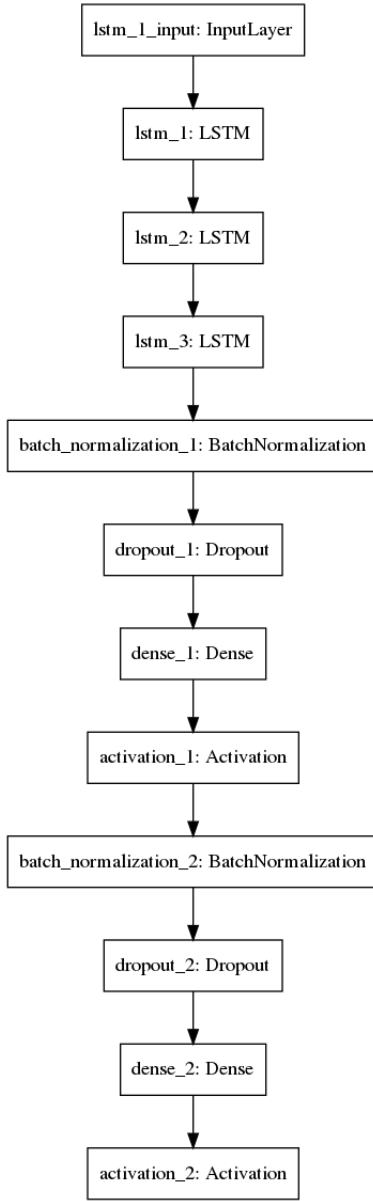 lstm_1_input: InputLayer
lstm_1: LSTM
lstm_2: LSTM
lstm_3: LSTM
batch_normalization_1: BatchNormalization
dropout_1: Dropout
dense_1: Dense
activation_1: Activation
batch_normalization_2: BatchNormalization
dropout_2: Dropout
dense_2: Dense
activation_2: Activation